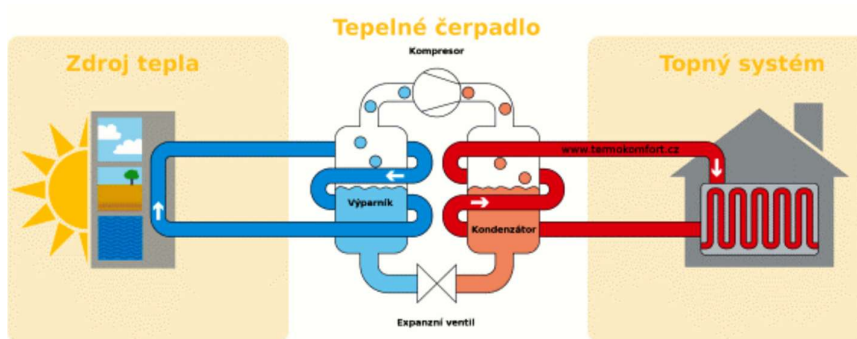 Tepelné čerpadlo
Kompresor
Zdroj tepla
Topný systém
www.termokomfort.cz
Výparník
Kondenzátor
Expanzní ventil